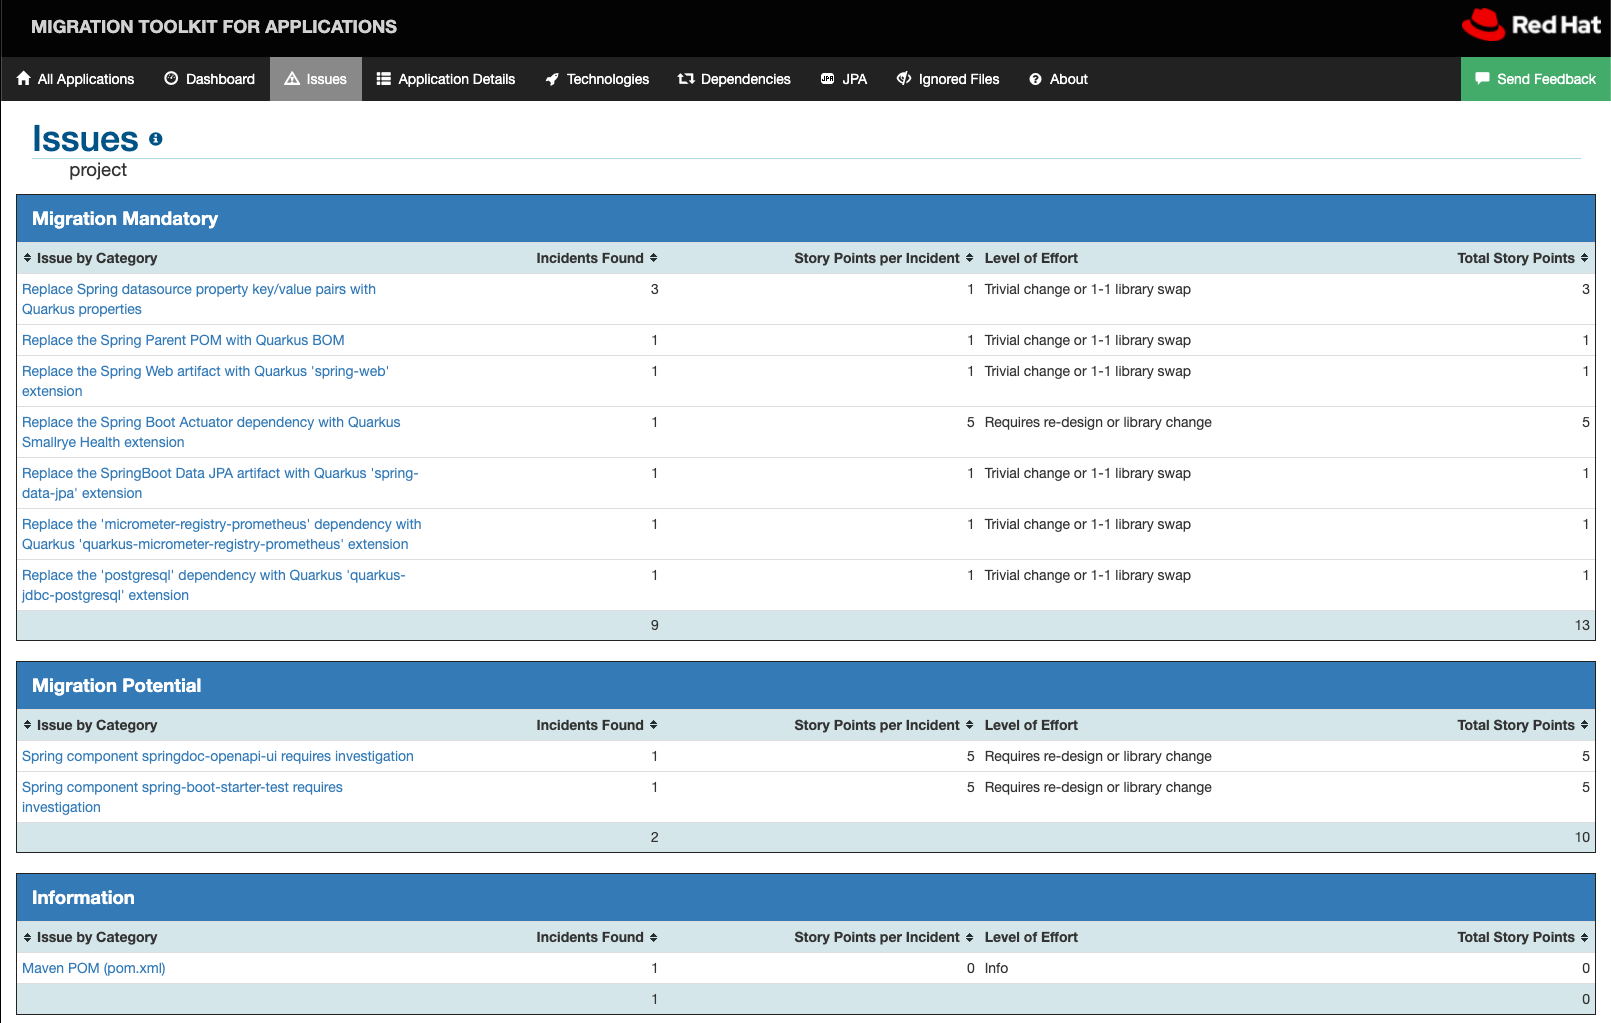 MIGRATION TOOLKIT FOR APPLICATIONS
Red Hat
All Applications Dashboard Issues Application Details Technologies Dependencies JPA Ignored Files About Send Feedback
Issues
project
Migration Mandatory
Issue by Category Incidents Found Story Points per Incident Level of Effort Total Story Points
Replace Spring datasource property key/value pairs with 3 1 Trivial change or 1-1 library swap 3
Quarkus properties
Replace the Spring Parent POM with Quarkus BOM 1 1 Trivial change or 1-1 library swap 1
Replace the Spring Web artifact with Quarkus 'spring-web' 1 1 Trivial change or 1-1 library swap 1
extension
Replace the Spring Boot Actuator dependency with Quarkus 1 5 Requires re-design or library change 5
Smallrye Health extension
Replace the SpringBoot Data JPA artifact with Quarkus 'spring- 1 1 Trivial change or 1-1 library swap 1
data-jpa' extension
Replace the 'micrometer-registry-prometheus' dependency with 1 1 Trivial change or 1-1 library swap 1
Quarkus 'quarkus-micrometer-registry-prometheus' extension
Replace the 'postgresql' dependency with Quarkus 'quarkus- 1 1 Trivial change or 1-1 library swap 1
jdbc-postgresql' extension
9 13
Migration Potential
Issue by Category Incidents Found Story Points per Incident Level of Effort Total Story Points
Spring component springdoc-openapi-ui requires investigation 1 5 Requires re-design or library change 5
Spring component spring-boot-starter-test requires 1 5 Requires re-design or library change 5
investigation
2 10
Information
Issue by Category Incidents Found Story Points per Incident Level of Effort Total Story Points
Maven POM (pom.xml) 1 0 Info 0
1 0